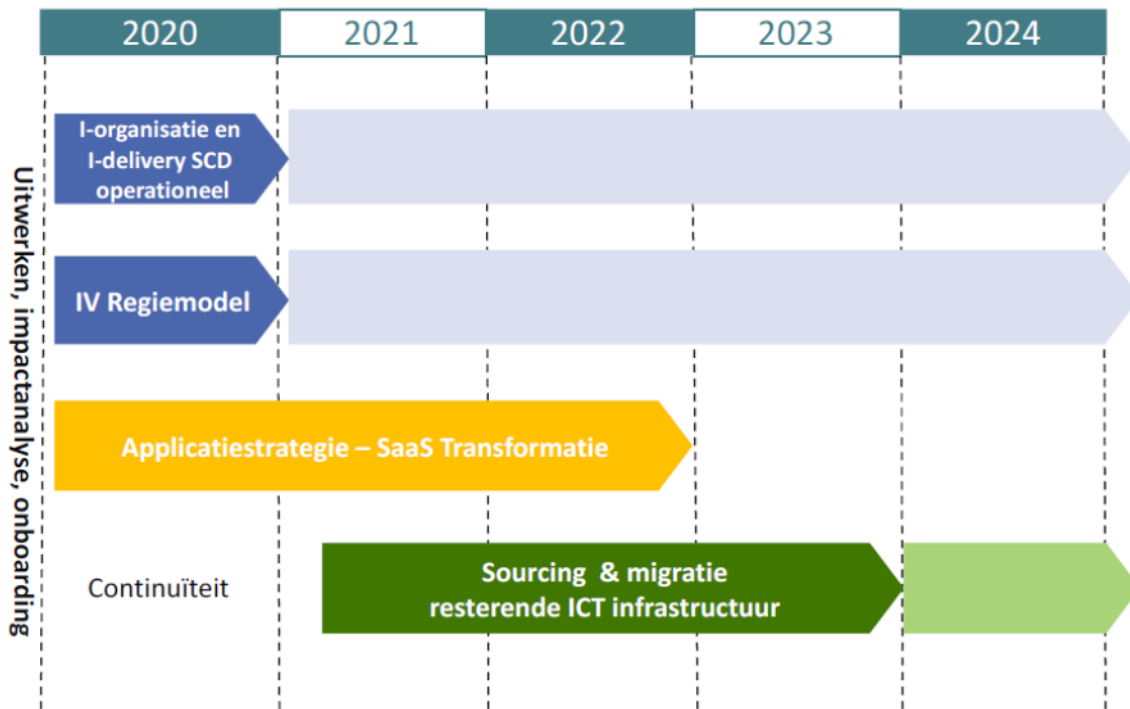 2020 2021 2022 2023 2024
Uitwerken, impactanalyse, onboarding
I-organisatie en
I-delivery SCD
operationeel
IV Regiemodel
Applicatiestrategie – SaaS Transformatie
Continuïteit
Sourcing & migratie
resterende ICT infrastructuur